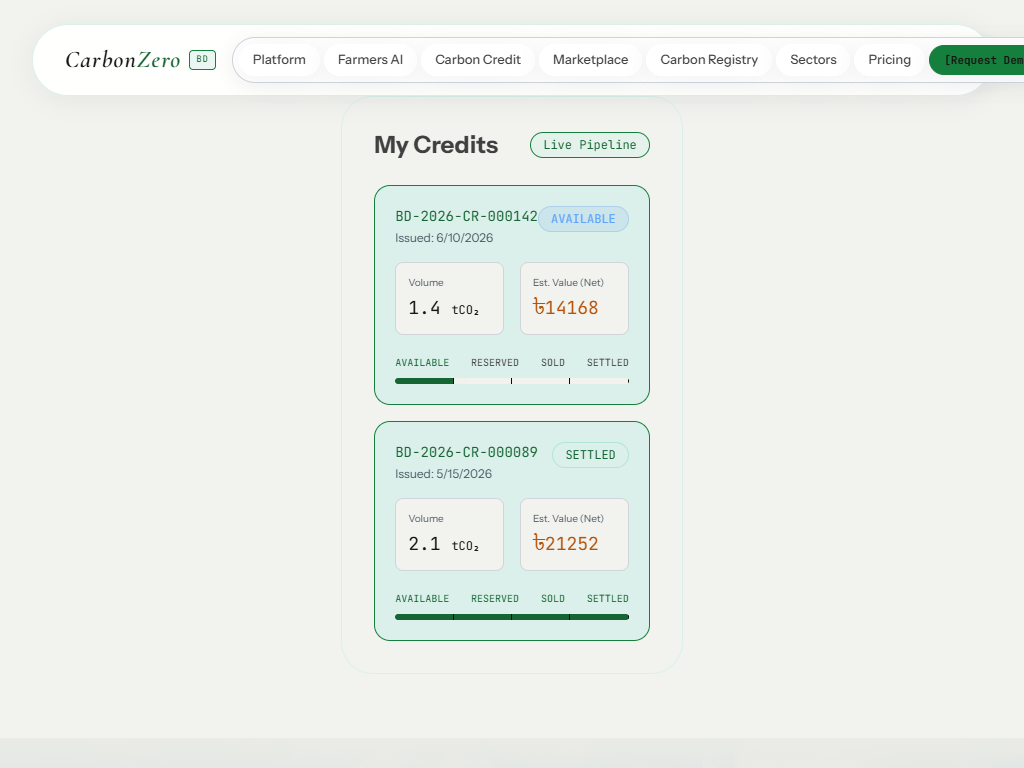 CarbonZero BD Platform Farmers AI Carbon Credit Marketplace Carbon Registry Sectors Pricing [Request Dem
My Credits Live Pipeline
BD-2026-CR-000142 AVAILABLE
Issued: 6/10/2026
Volume Est. Value (Net)
1.4 tCO₂ ৳14168
AVAILABLE RESERVED SOLD SETTLED
BD-2026-CR-000089 SETTLED
Issued: 5/15/2026
Volume Est. Value (Net)
2.1 tCO₂ ৳21252
AVAILABLE RESERVED SOLD SETTLED